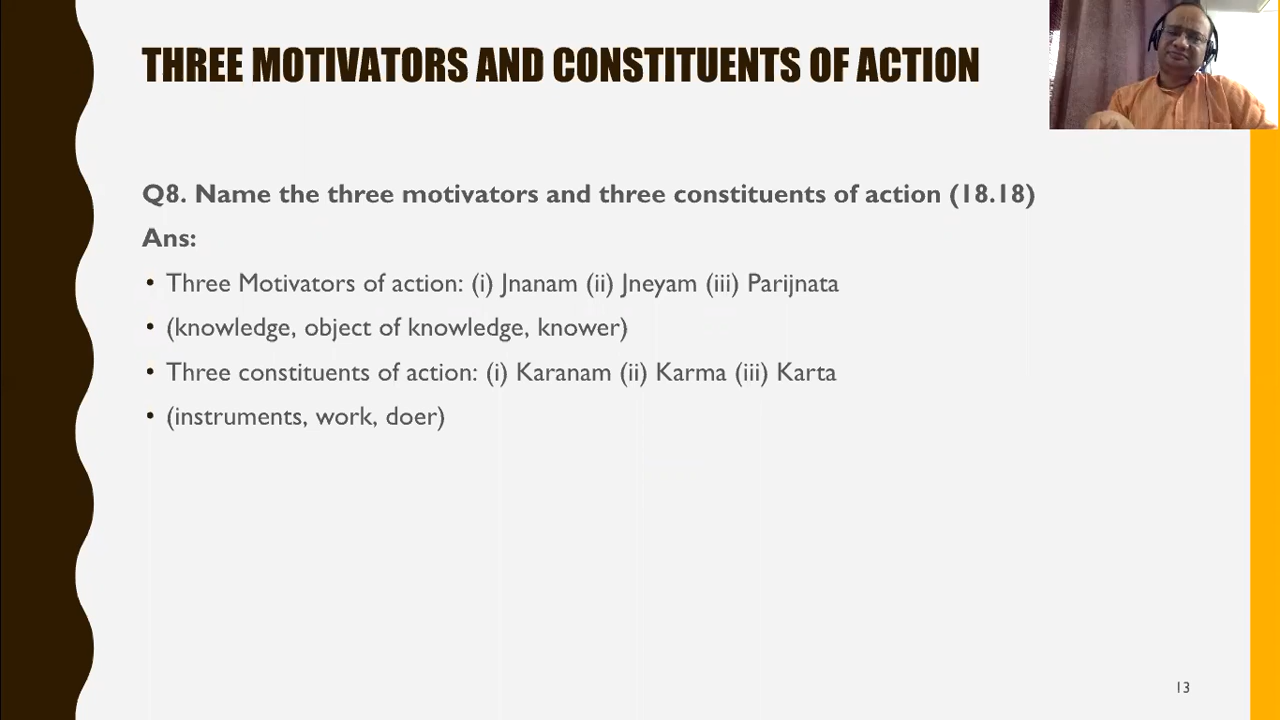 THREE MOTIVATORS AND CONSTITUENTS OF ACTION
Q8. Name the three motivators and three constituents of action (18.18)
Ans:
• Three Motivators of action: (i) Jnanam (ii) Jneyam (iii) Parijnata
• (knowledge, object of knowledge, knower)
• Three constituents of action: (i) Karanam (ii) Karma (iii) Karta
• (instruments, work, doer)
13